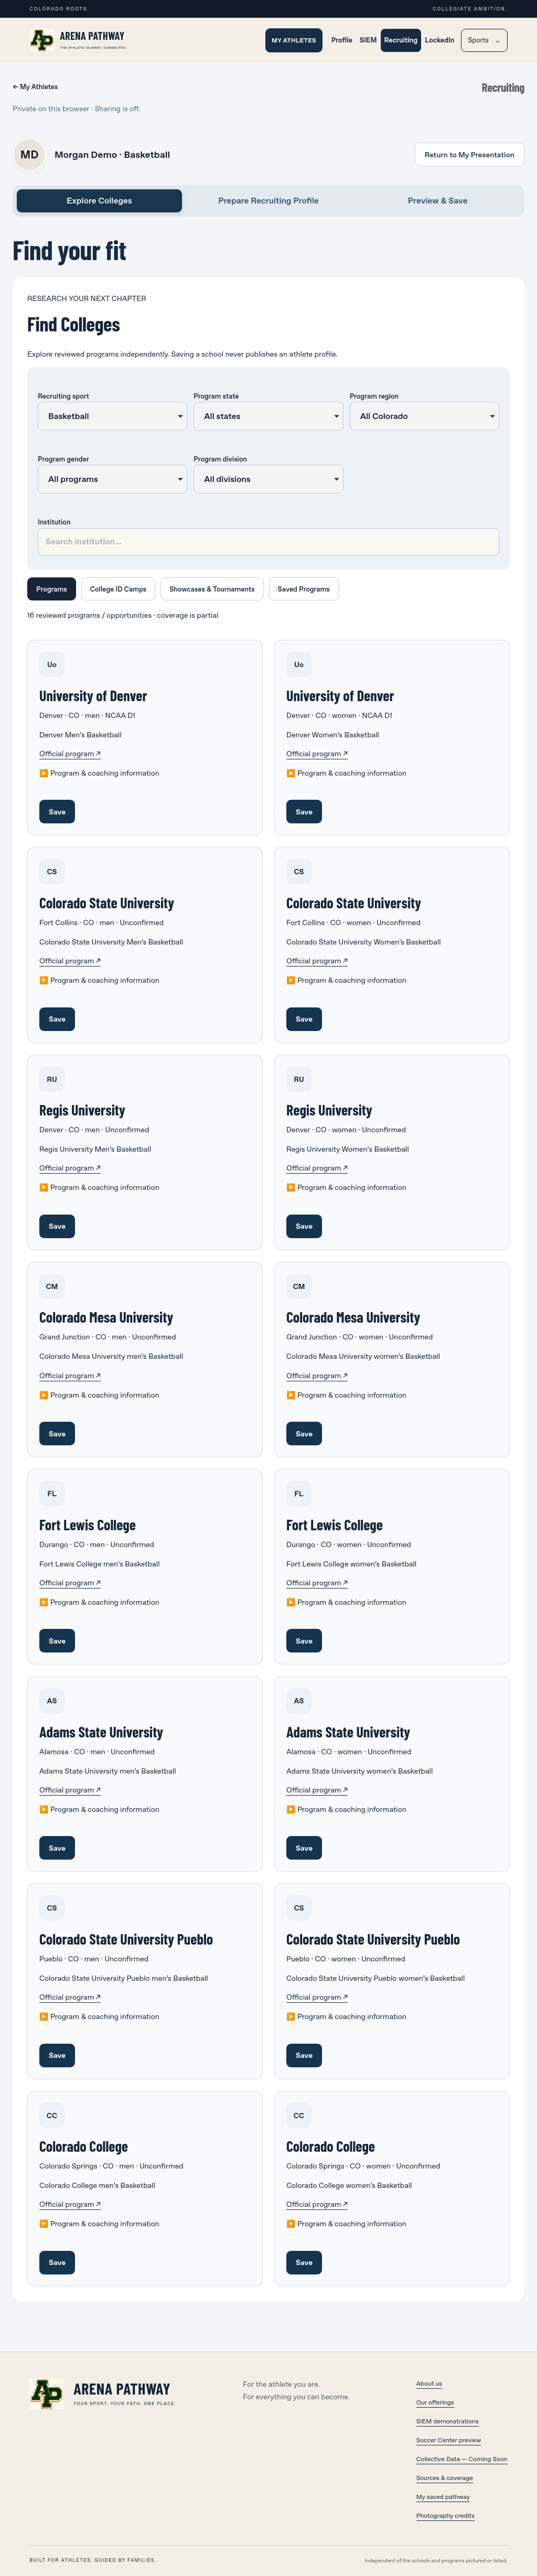 COLORADO ROOTS.
COLLEGIATE AMBITION.
AP
ARENA PATHWAY
THE ATHLETE JOURNEY, CONNECTED.
MY ATHLETES
Profile
SIEM
Recruiting
LockedIn
Sports
← My Athletes
Recruiting
Private on this browser · Sharing is off.
MD
Morgan Demo · Basketball
Return to My Presentation
Explore Colleges
Prepare Recruiting Profile
Preview & Save
Find your fit
RESEARCH YOUR NEXT CHAPTER
Find Colleges
Explore reviewed programs independently. Saving a school never publishes an athlete profile.
Recruiting sport
Program state
Program region
Basketball
All states
All Colorado
Program gender
Program division
All programs
All divisions
Institution
Search institution...
Programs
College ID Camps
Showcases & Tournaments
Saved Programs
16 reviewed programs / opportunities · coverage is partial
Uo
University of Denver
Denver · CO · men · NCAA D1
Denver Men's Basketball
Official program ↗
Program & coaching information
Save
Uo
University of Denver
Denver · CO · women · NCAA D1
Denver Women's Basketball
Official program ↗
Program & coaching information
Save
CS
Colorado State University
Fort Collins · CO · men · Unconfirmed
Colorado State University Men's Basketball
Official program ↗
Program & coaching information
Save
CS
Colorado State University
Fort Collins · CO · women · Unconfirmed
Colorado State University Women's Basketball
Official program ↗
Program & coaching information
Save
RU
Regis University
Denver · CO · men · Unconfirmed
Regis University Men's Basketball
Official program ↗
Program & coaching information
Save
RU
Regis University
Denver · CO · women · Unconfirmed
Regis University Women's Basketball
Official program ↗
Program & coaching information
Save
CM
Colorado Mesa University
Grand Junction · CO · men · Unconfirmed
Colorado Mesa University men's Basketball
Official program ↗
Program & coaching information
Save
CM
Colorado Mesa University
Grand Junction · CO · women · Unconfirmed
Colorado Mesa University women's Basketball
Official program ↗
Program & coaching information
Save
FL
Fort Lewis College
Durango · CO · men · Unconfirmed
Fort Lewis College men's Basketball
Official program ↗
Program & coaching information
Save
FL
Fort Lewis College
Durango · CO · women · Unconfirmed
Fort Lewis College women's Basketball
Official program ↗
Program & coaching information
Save
AS
Adams State University
Alamosa · CO · men · Unconfirmed
Adams State University men's Basketball
Official program ↗
Program & coaching information
Save
AS
Adams State University
Alamosa · CO · women · Unconfirmed
Adams State University women's Basketball
Official program ↗
Program & coaching information
Save
CS
Colorado State University Pueblo
Pueblo · CO · men · Unconfirmed
Colorado State University Pueblo men's Basketball
Official program ↗
Program & coaching information
Save
CS
Colorado State University Pueblo
Pueblo · CO · women · Unconfirmed
Colorado State University Pueblo women's Basketball
Official program ↗
Program & coaching information
Save
CC
Colorado College
Colorado Springs · CO · men · Unconfirmed
Colorado College men's Basketball
Official program ↗
Program & coaching information
Save
CC
Colorado College
Colorado Springs · CO · women · Unconfirmed
Colorado College women's Basketball
Official program ↗
Program & coaching information
Save
AP
ARENA PATHWAY
YOUR SPORT. YOUR PATH. ONE PLACE.
For the athlete you are.
For everything you can become.
About us
Our offerings
SIEM demonstrations
Soccer Center preview
Collective Data — Coming Soon
Sources & coverage
My saved pathway
Photography credits
BUILT FOR ATHLETES. GUIDED BY FAMILIES.
Independent of the schools and programs pictured or listed.